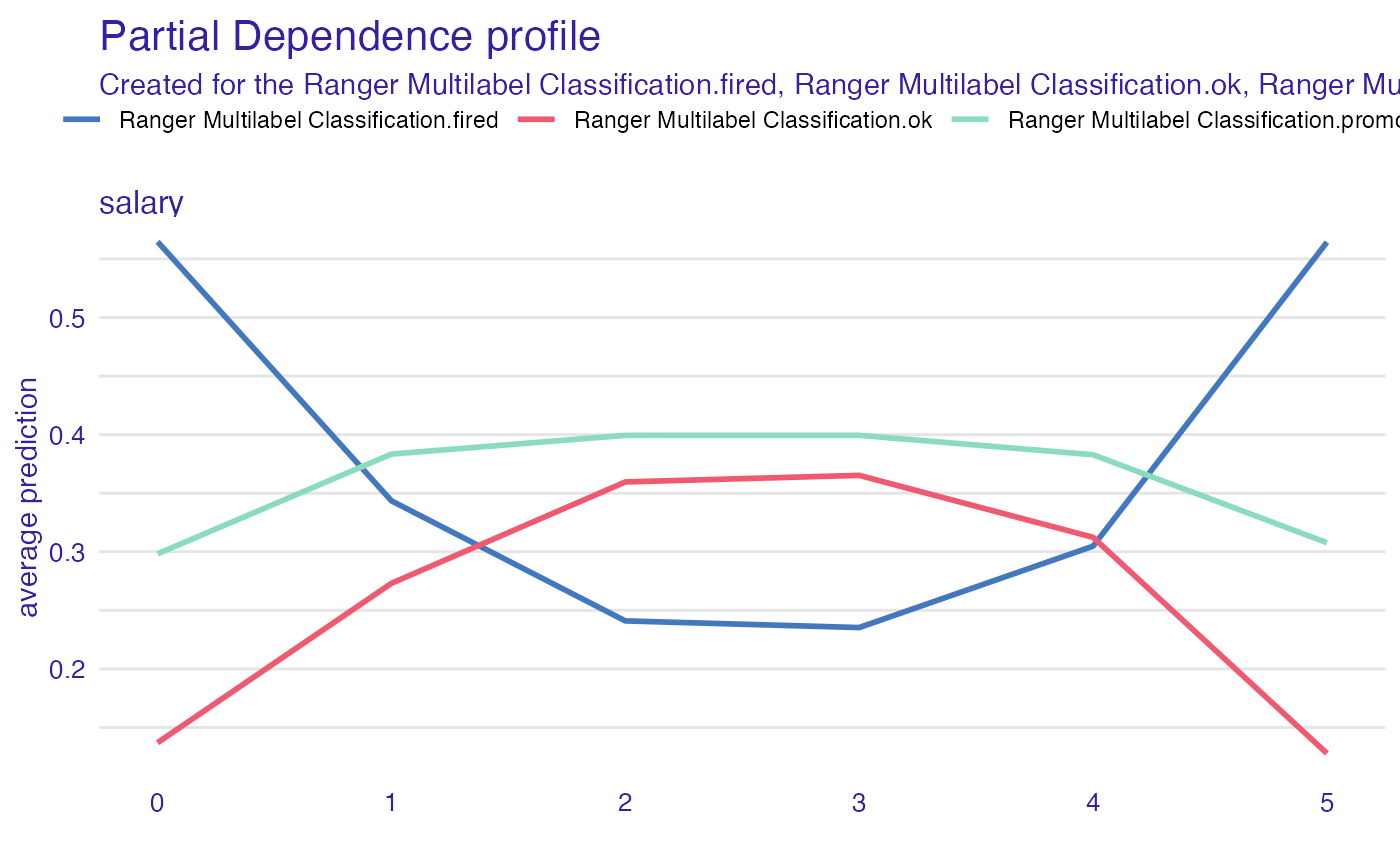 Partial Dependence profile
Created for the Ranger Multilabel Classification.fired, Ranger Multilabel Classification.ok, Ranger Mu
Ranger Multilabel Classification.fired Ranger Multilabel Classification.ok Ranger Multilabel Classification.promo
salary
0.5
0.4
0.3
0.2
average prediction
0 1 2 3 4 5